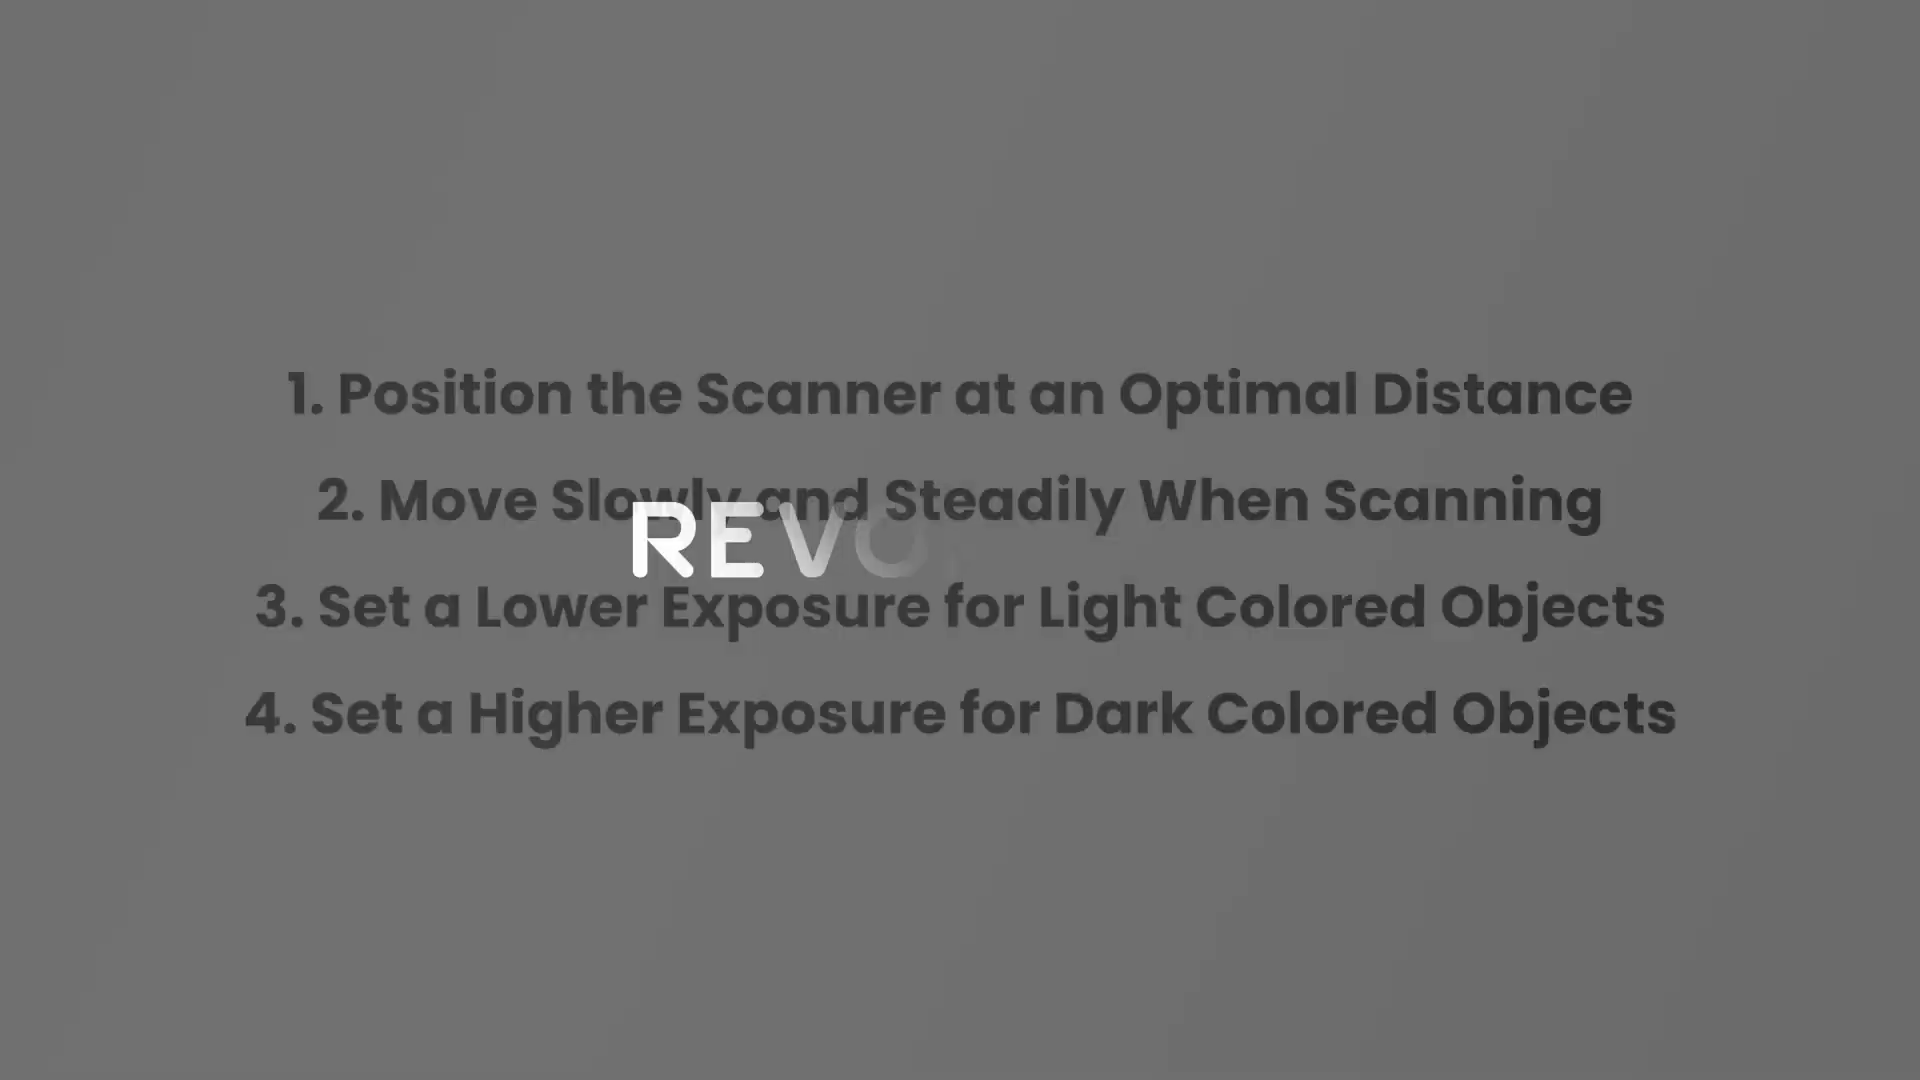 1. Position the Scanner at an Optimal Distance
2. Move Slowly and Steadily When Scanning
REVO
3. Set a Lower Exposure for Light Colored Objects
4. Set a Higher Exposure for Dark Colored Objects